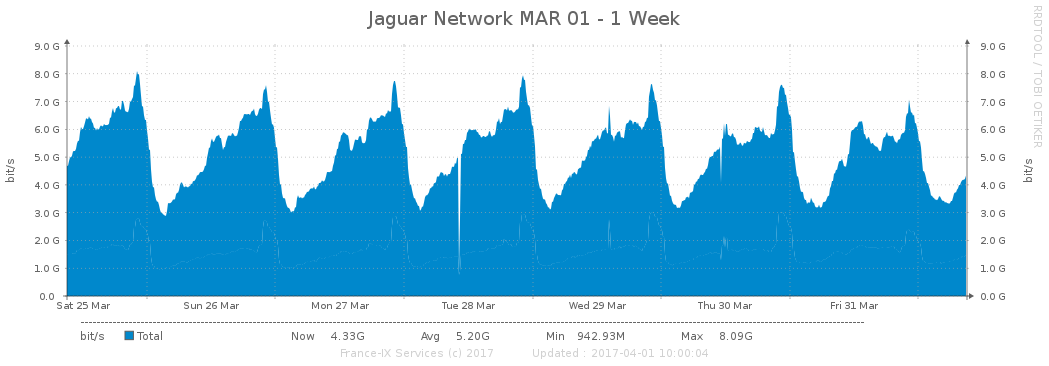 Jaguar Network MAR 01 - 1 Week
RRDTOOL / TOBI OETIKER
bit/s
9.0 G 9.0 G
8.0 G 8.0 G
7.0 G 7.0 G
6.0 G 6.0 G
5.0 G 5.0 G
4.0 G 4.0 G
3.0 G 3.0 G
2.0 G 2.0 G
1.0 G 1.0 G
0.0 0.0 G
bit/s
Sat 25 Mar Sun 26 Mar Mon 27 Mar Tue 28 Mar Wed 29 Mar Thu 30 Mar Fri 31 Mar
bit/s Total Now 4.33G Avg 5.20G Min 942.93M Max 8.09G
France-IX Services (c) 2017 Updated : 2017-04-01 10:00:04